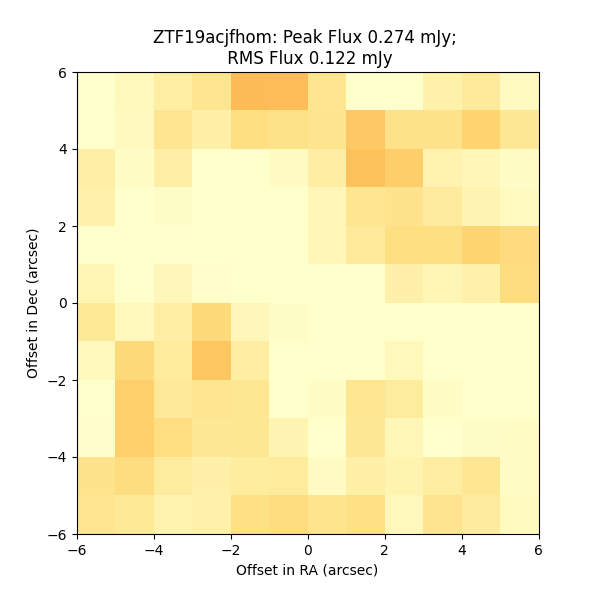 ZTF19acjfhom: Peak Flux 0.274 mJy;
RMS Flux 0.122 mJy
6
4
2
0
−2
−4
−6
Offset in Dec (arcsec)
−6 −4 −2 0 2 4 6
Offset in RA (arcsec)